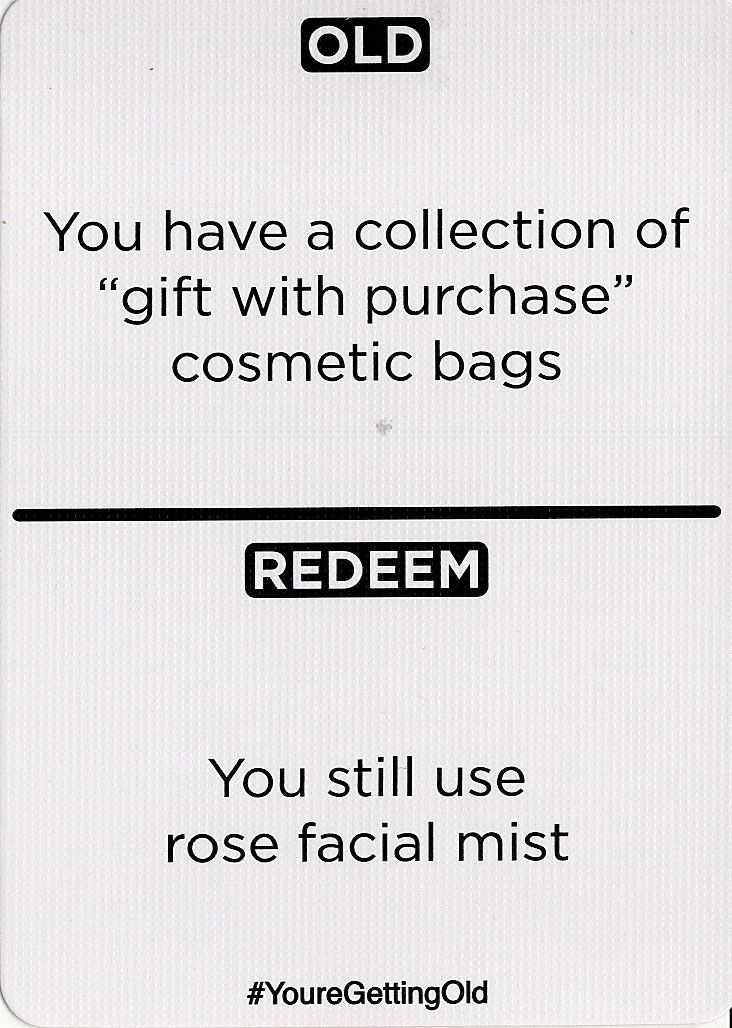 OLD
You have a collection of
“gift with purchase”
cosmetic bags
REDEEM
You still use
rose facial mist
#YoureGettingOld